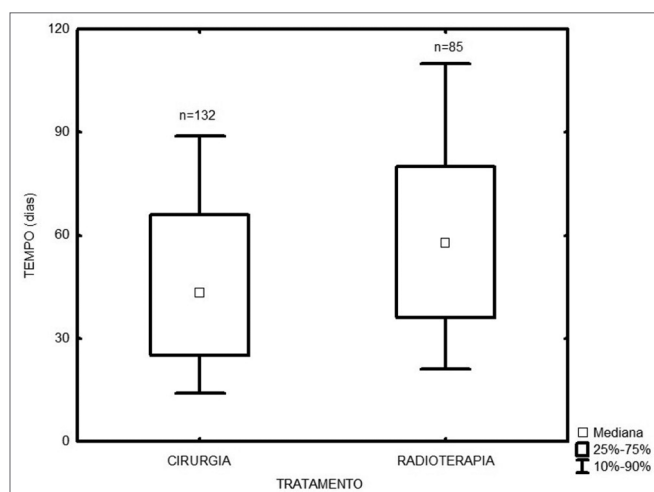 120
n=85
n=132
90
TEMPO (dias)
60
30
0
CIRURGIA RADIOTERAPIA
TRATAMENTO
Mediana
25%-75%
10%-90%